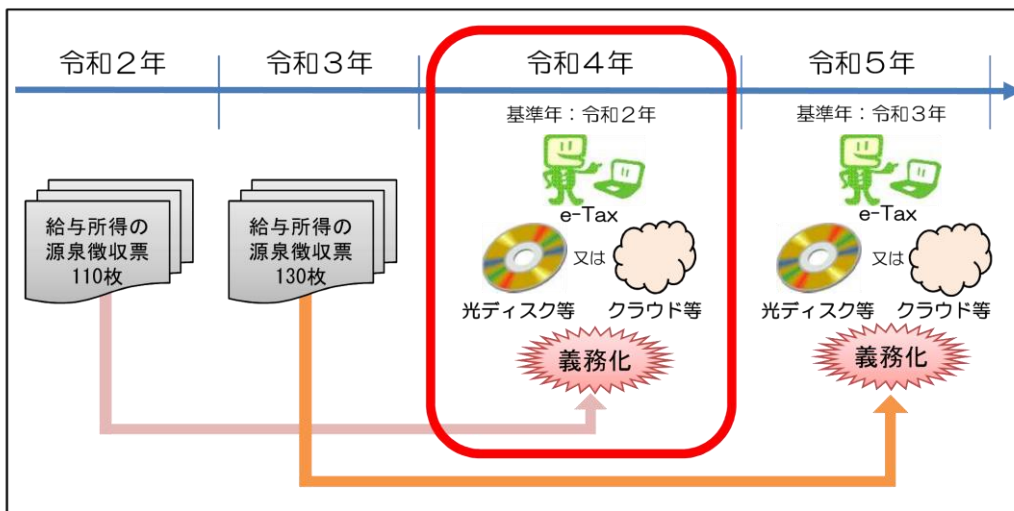 令和2年
令和3年
令和4年
令和5年
基準年：令和2年
基準年：令和3年
給与所得の
源泉徴収票
110枚
給与所得の
源泉徴収票
130枚
e-Tax
又は
光ディスク等
クラウド等
義務化
e-Tax
又は
光ディスク等
クラウド等
義務化